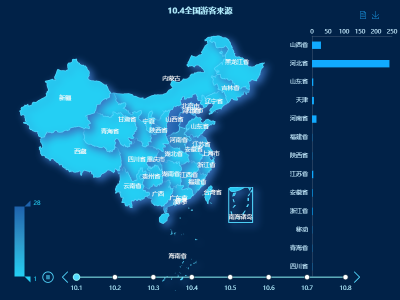 10.4全国游客来源
0 50 100 150 200 250
黑龙江省
内蒙古
吉林省
新疆
辽宁省
北京市
甘肃省
宁夏
山西省
山东省
青海省
陕西省
河南省
江苏省
西藏
四川省
重庆市
湖北省
安徽省
上海市
浙江省
贵州省
湖南省
江西省
云南省
福建省
广西
广东省
台湾省
南海诸岛
海南省
山西省
河北省
山东省
天津
河南省
福建省
陕西省
江苏省
安徽省
浙江省
青海省
四川省
28
1
10.1 10.2 10.3 10.4 10.5 10.6 10.7 10.8